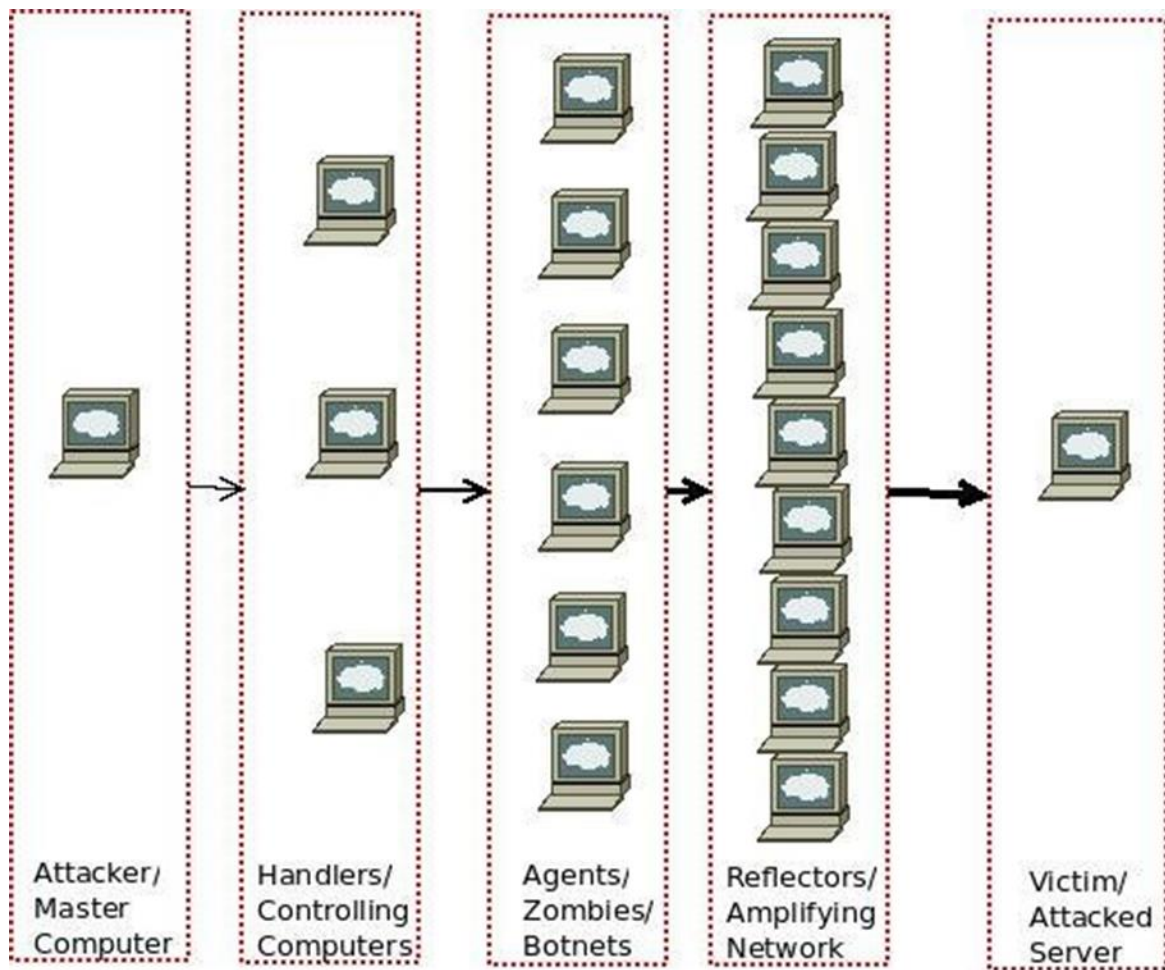 Attacker/
Master
Computer
Handlers/
Controlling
Computers
Agents/
Zombies/
Botnets
Reflectors/
Amplifying
Network
Victim/
Attacked
Server